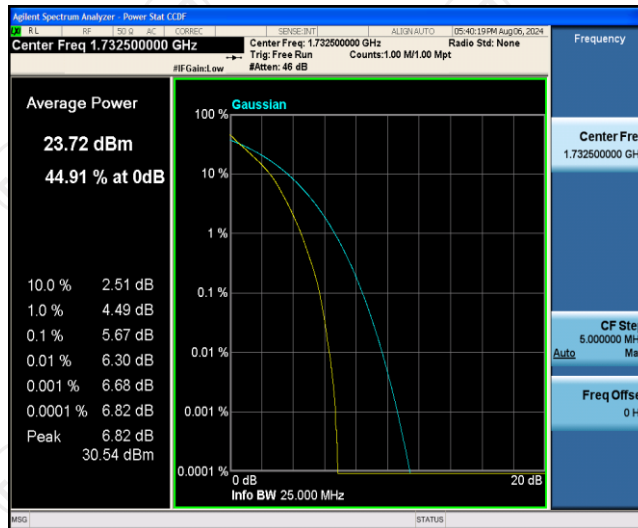 Agilent Spectrum Analyzer - Power Stat CCDF
RL RF 50 Ω AC CORREC SENSE:INT ALIGN AUTO 05:40:19 PM Aug 06, 2024
Center Freq 1.732500000 GHz
Center Freq: 1.732500000 GHz Radio Std: None
Trig: Free Run Counts:1.00 M/1.00 Mpt
#IFGain:Low #Atten: 46 dB
Frequency
Average Power
23.72 dBm
44.91 % at 0dB
10.0 % 2.51 dB
1.0 % 4.49 dB
0.1 % 5.67 dB
0.01 % 6.30 dB
0.001 % 6.68 dB
0.0001 % 6.82 dB
Peak 6.82 dB
30.54 dBm
Gaussian
100 %
10 %
1 %
0.1 %
0.01 %
0.001 %
0.0001 %
0 dB 20 dB
Info BW 25.000 MHz
Center Fre
1.732500000 GH
CF Ste
5.000000 MH
Auto Ma
Freq Offse
0 H
MSG STATUS